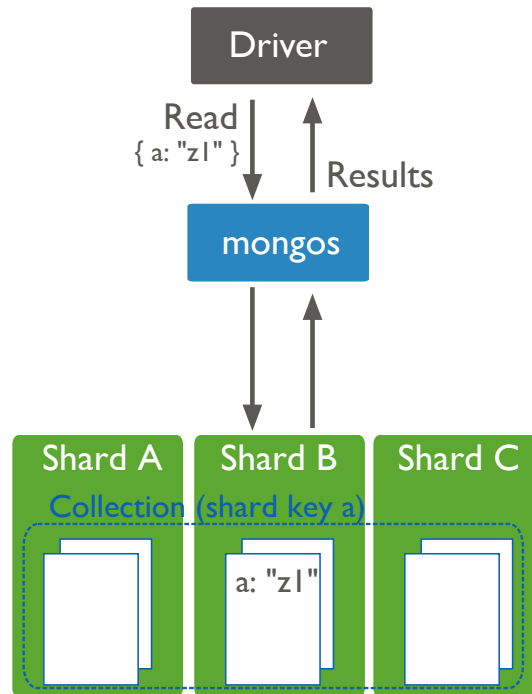 Driver
Read
{ a: "z1" }
Results
mongos
Shard A
Shard B
Shard C
Collection (shard key a)
a: "z1"